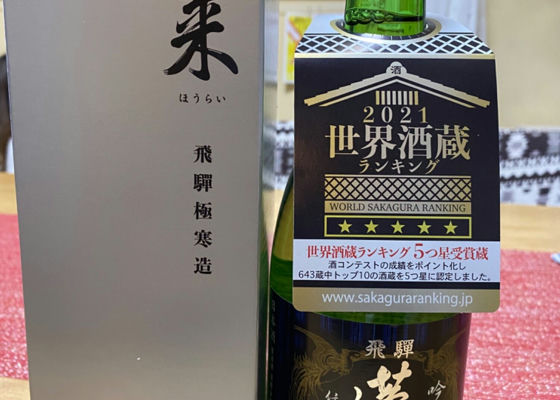 来
ほうらい
飛驒極寒造
酒
2021
世界酒蔵
ランキング
WORLD SAKAGURA RANKING
世界酒蔵ランキング5つ星受賞蔵
酒コンテストの成績をポイント化し
643蔵中トップ10の酒蔵を5つ星に認定しました。
www.sakaguraranking.jp
飛驒
吟